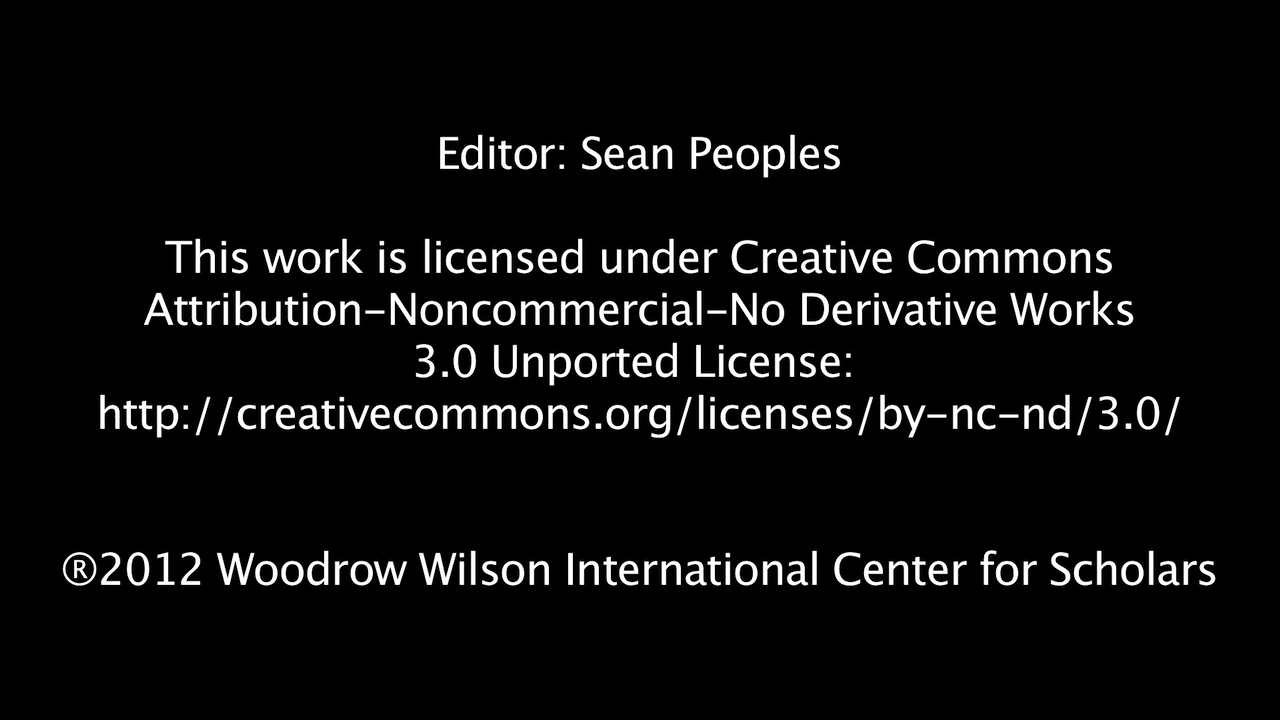 Editor: Sean Peoples
This work is licensed under Creative Commons
Attribution-Noncommercial-No Derivative Works
3.0 Unported License:
http://creativecommons.org/licenses/by-nc-nd/3.0/
®2012 Woodrow Wilson International Center for Scholars